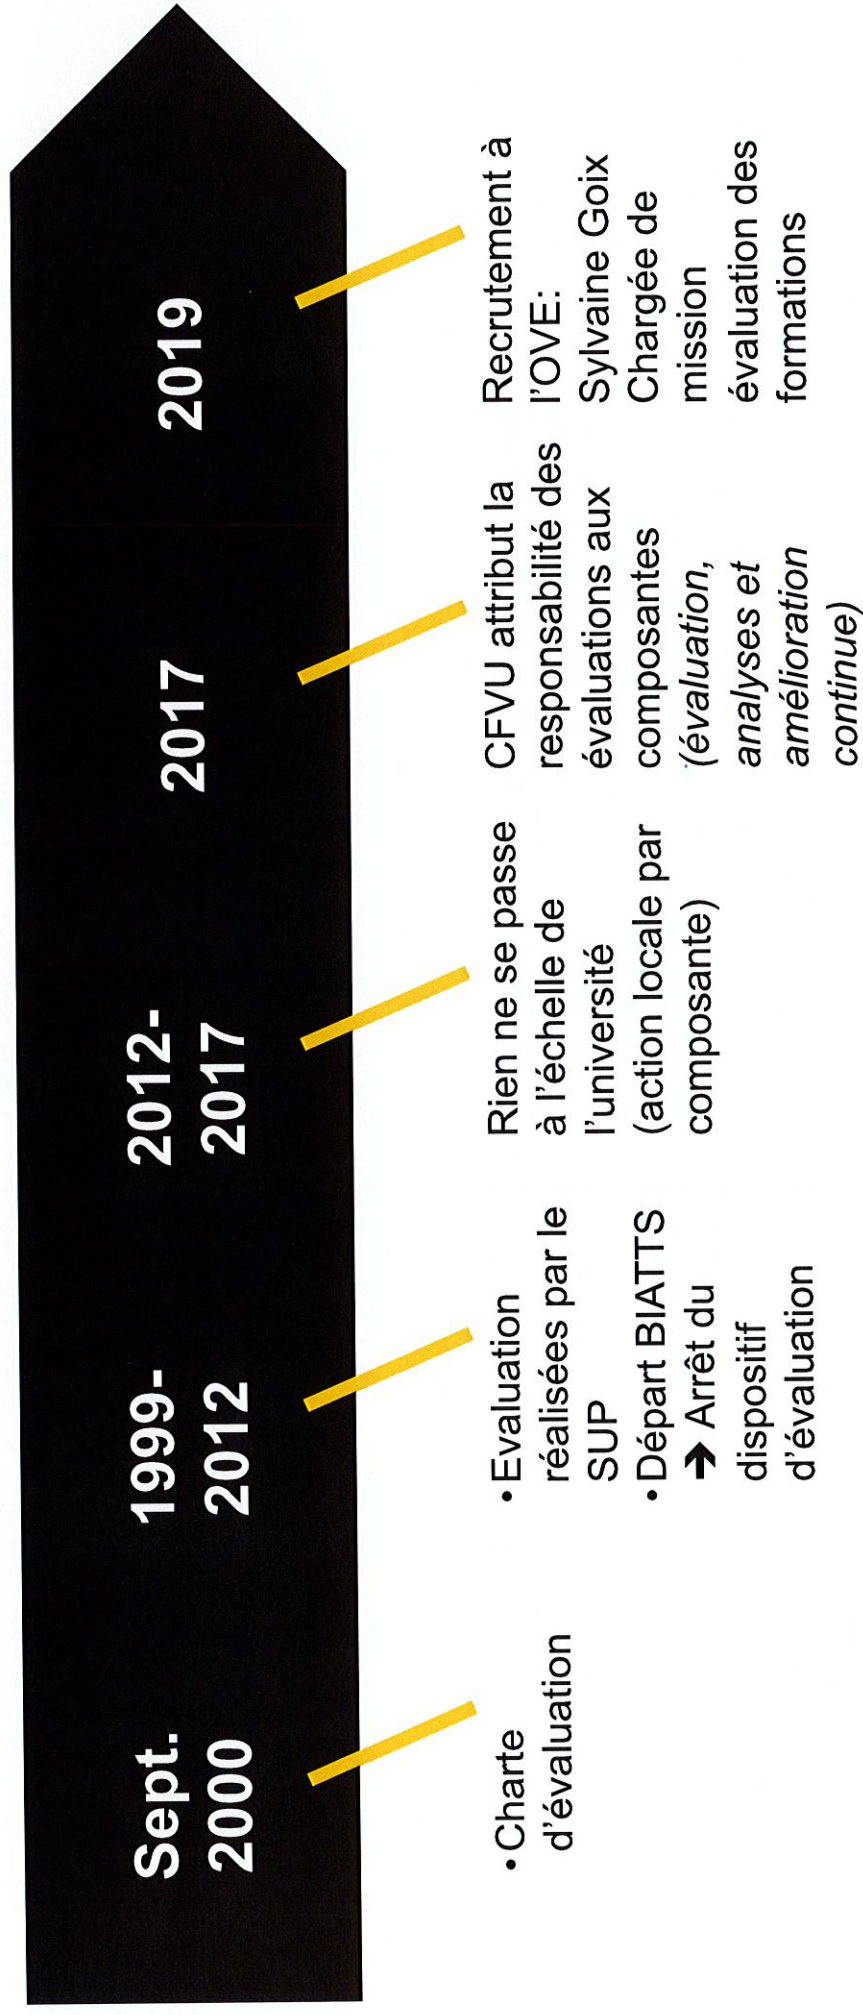 Sept.
2000
1999-
2012
2012-
2017
2017
2019
•Charte
d'évaluation
•Evaluation
réalisées par le
SUP
•Départ BIATTS
➔ Arrêt du
dispositif
d'évaluation
Rien ne se passe
à l'échelle de
l'université
(action locale par
composante)
CFVU attribut la
responsabilité des
évaluations aux
composantes
(évaluation,
analyses et
amélioration
continue)
Recrutement à
l'OVE:
Sylvaine Goix
Chargée de
mission
évaluation des
formations